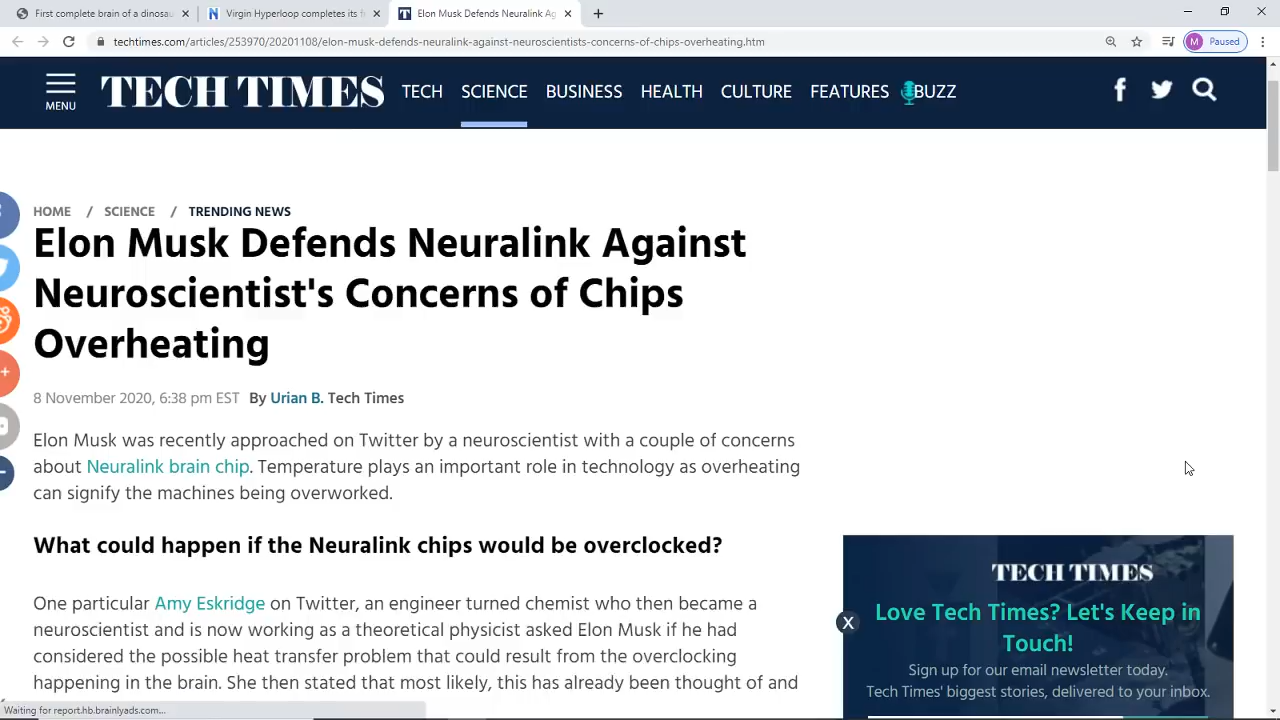 First complete brain of a dinosau
Virgin Hyperloop completes its f
Elon Musk Defends Neuralink Ag
techtimes.com/articles/253970/20201108/elon-musk-defends-neuralink-against-neuroscientists-concerns-of-chips-overheating.htm
M Paused
MENU
TECH TIMES
TECH
SCIENCE
BUSINESS
HEALTH
CULTURE
FEATURES
BUZZ
HOME / SCIENCE / TRENDING NEWS
Elon Musk Defends Neuralink Against
Neuroscientist's Concerns of Chips
Overheating
8 November 2020, 6:38 pm EST By Urian B. Tech Times
Elon Musk was recently approached on Twitter by a neuroscientist with a couple of concerns
about Neuralink brain chip. Temperature plays an important role in technology as overheating
can signify the machines being overworked.
What could happen if the Neuralink chips would be overclocked?
One particular Amy Eskridge on Twitter, an engineer turned chemist who then became a
neuroscientist and is now working as a theoretical physicist asked Elon Musk if he had
considered the possible heat transfer problem that could result from the overclocking
happening in the brain. She then stated that most likely, this has already been thought of and
TECH TIMES
X
Love Tech Times? Let's Keep in
Touch!
Sign up for our email newsletter today.
Tech Times' biggest stories, delivered to your inbox.
Waiting for report.hb.brainlyads.com...